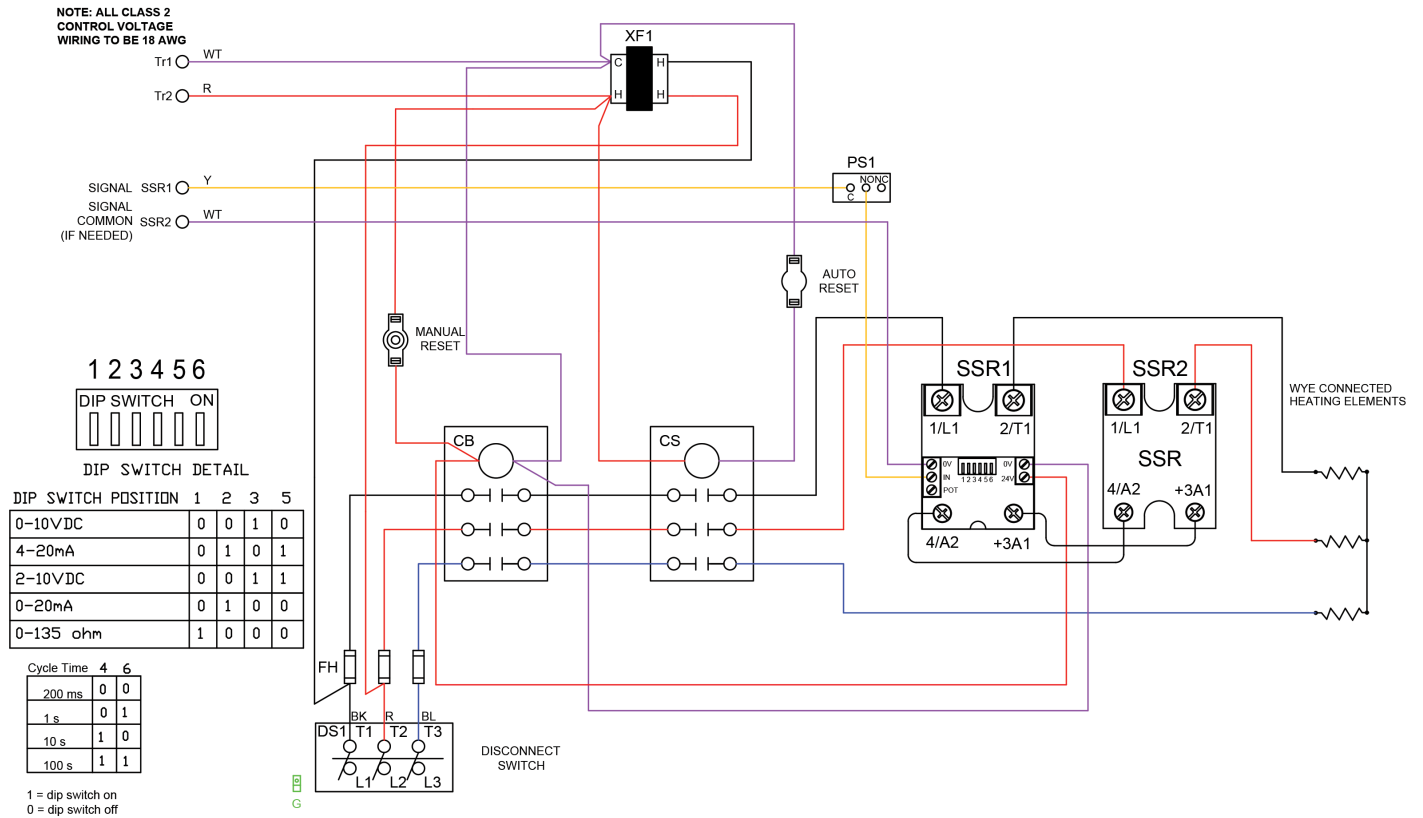 NOTE: ALL CLASS 2
CONTROL VOLTAGE
WIRING TO BE 18 AWG
Tr1 WT
Tr2 R
XF1
C H
H H
SIGNAL SSR1 Y
SIGNAL
COMMON SSR2 WT
(IF NEEDED)
PS1
NONC
C
AUTO
RESET
MANUAL
RESET
1 2 3 4 5 6
DIP SWITCH ON
DIP SWITCH DETAIL
DIP SWITCH POSITION 1 2 3 5
0-10VDC 0 0 1 0
4-20mA 0 1 0 1
2-10VDC 0 0 1 1
0-20mA 0 1 0 0
0-135 ohm 1 0 0 0
Cycle Time 4 6
200 ms 0 0
1 s 0 1
10 s 1 0
100 s 1 1
1 = dip switch on
0 = dip switch off
CB
CS
SSR1
1/L1 2/T1
0V 0V
IN 1 2 3 4 5 6 24V
POT
4/A2 +3A1
SSR2
1/L1 2/T1
SSR
4/A2 +3A1
WYE CONNECTED
HEATING ELEMENTS
FH
BK R BL
DS1 T1 T2 T3
L1 L2 L3
DISCONNECT
SWITCH
G